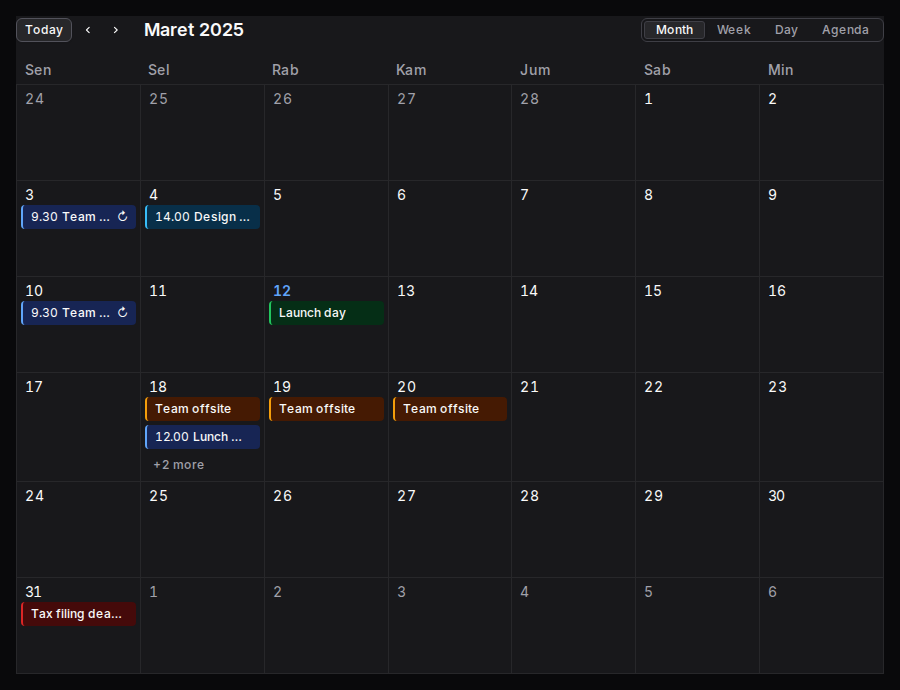 Today ‹ › Maret 2025 Month Week Day Agenda
Sen Sel Rab Kam Jum Sab Min
24 25 26 27 28 1 2
3 4 5 6 7 8 9
9.30 Team ... 14.00 Design ...
10 11 12 13 14 15 16
9.30 Team ... Launch day
17 18 19 20 21 22 23
Team offsite Team offsite Team offsite
12.00 Lunch ...
+2 more
24 25 26 27 28 29 30
31 1 2 3 4 5 6
Tax filing dea...